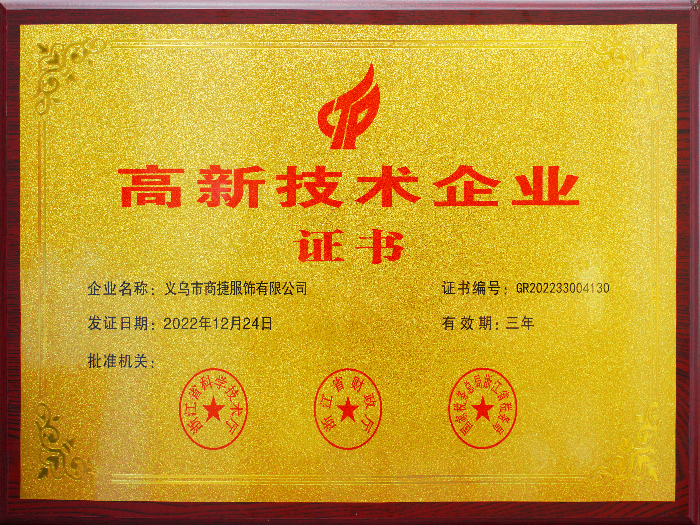 高新技术企业
证书
企业名称：义乌市商捷服饰有限公司
证书编号：GR202233004130
发证日期：2022年12月24日
有效期：三年
批准机关：
浙江省科学技术厅
浙江省财政厅
国家税务总局浙江省税务局